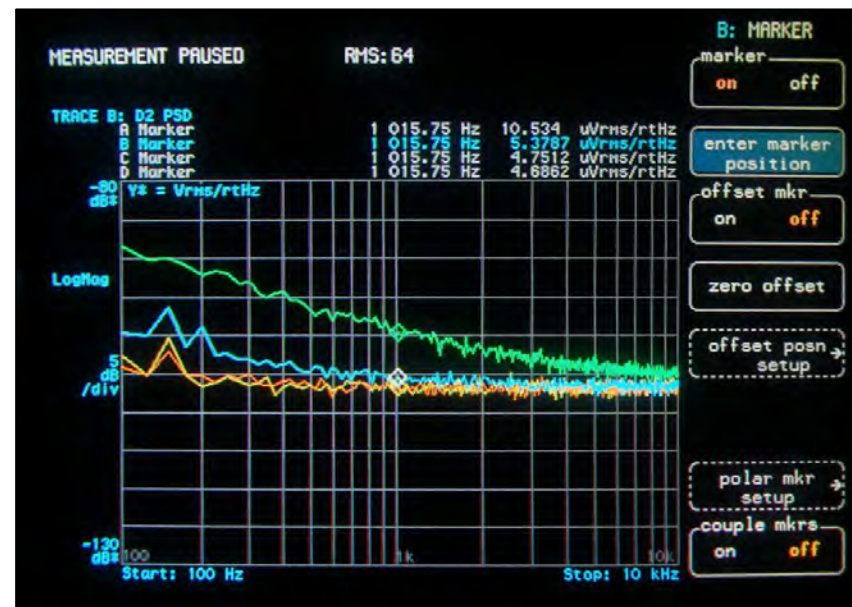 B: MARKER
MEASUREMENT PAUSED RMS:64
marker
on off
TRACE B: D2 PSD
A Marker 1 015.75 Hz 10.534 uVrms/rtHz
B Marker 1 015.75 Hz 5.3787 uVrms/rtHz
C Marker 1 015.75 Hz 4.7512 uVrms/rtHz
D Marker 1 015.75 Hz 4.6862 uVrms/rtHz
enter marker
position
-80
dB*
Y* = Vrms/rtHz
offset mkr
on off
LogMag
zero offset
offset posn
setup
5
dB
/div
polar mkr
setup
couple mkrs
on off
-130
dB*
100 1k 10k
Start: 100 Hz Stop: 10 kHz